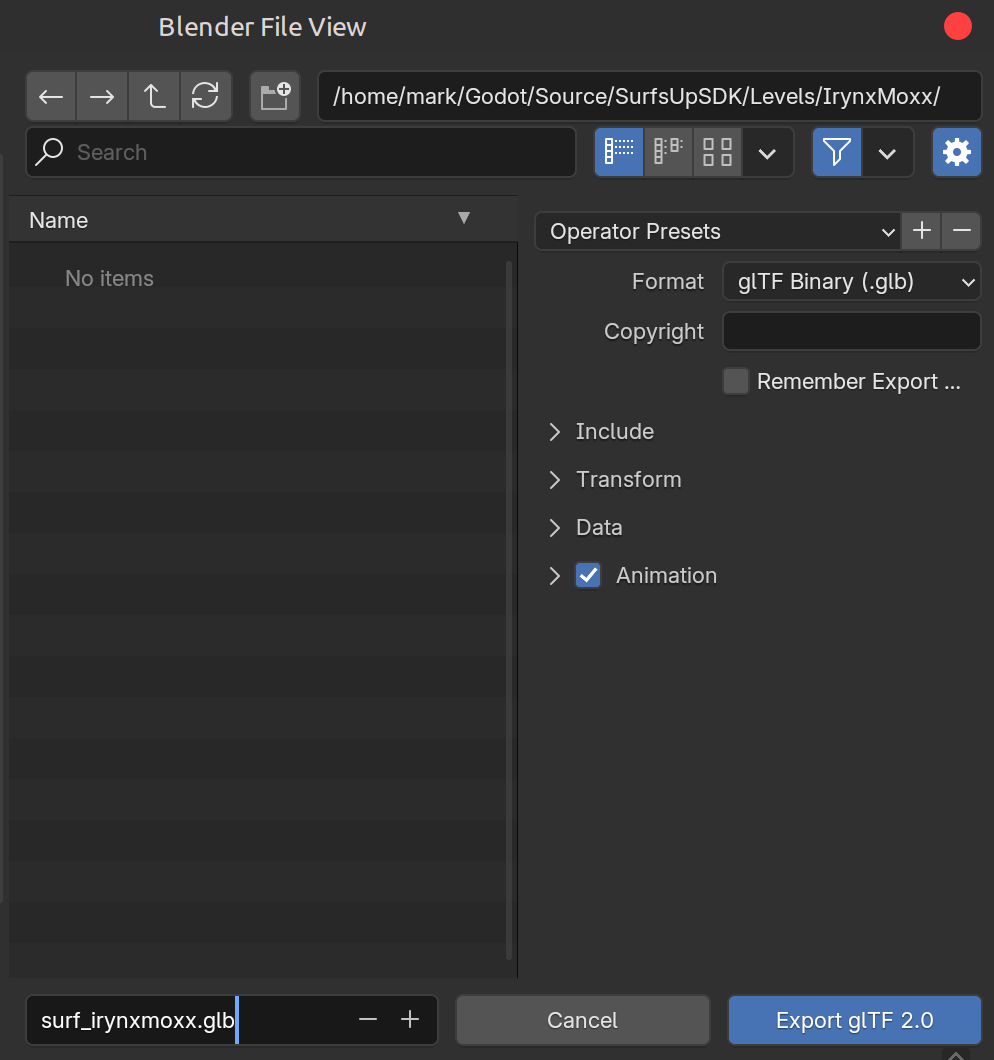 Blender File View
/home/mark/Godot/Source/SurfsUpSDK/Levels/IrynxMoxx/
Search
Name
No items
Operator Presets
Format glTF Binary (.glb)
Copyright
Remember Export ...
Include
Transform
Data
Animation
surf_irynxmoxx.glb
Cancel
Export glTF 2.0